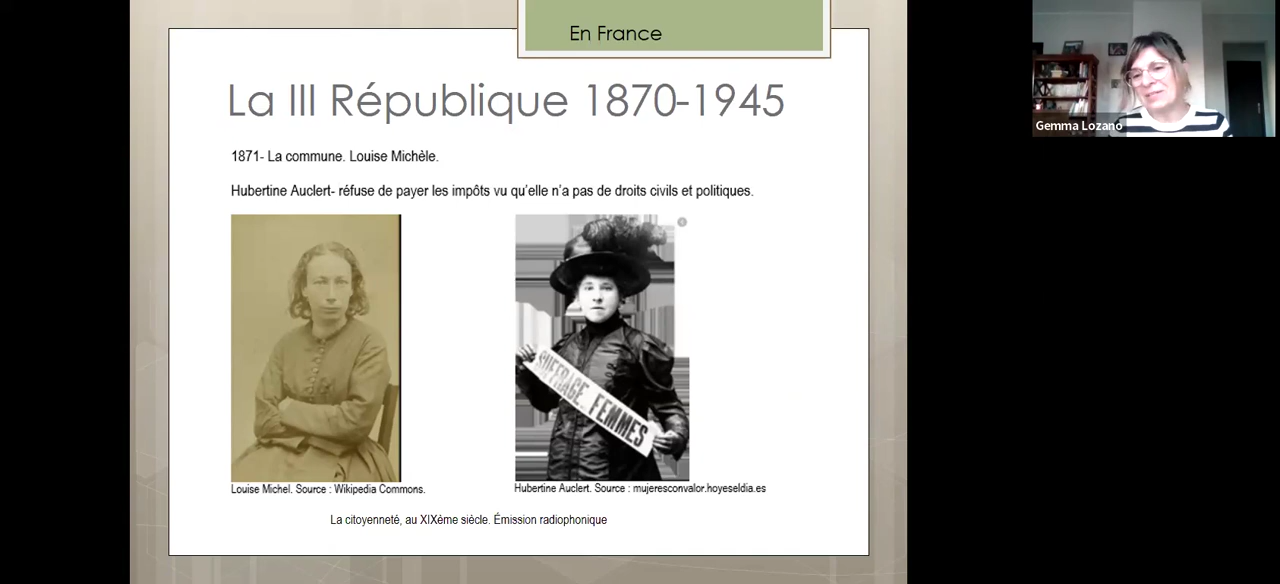 En France
La III République 1870-1945
1871- La commune. Louise Michèle.
Hubertine Auclert- réfuse de payer les impôts vu qu'elle n'a pas de droits civils et politiques.
SUFFRAGE. FEMMES
Louise Michel. Source : Wikipedia Commons.
Hubertine Auclert. Source : mujeresconvalor.hoyeseldia.es
La citoyenneté, au XIXème siècle. Émission radiophonique
Gemma Lozano